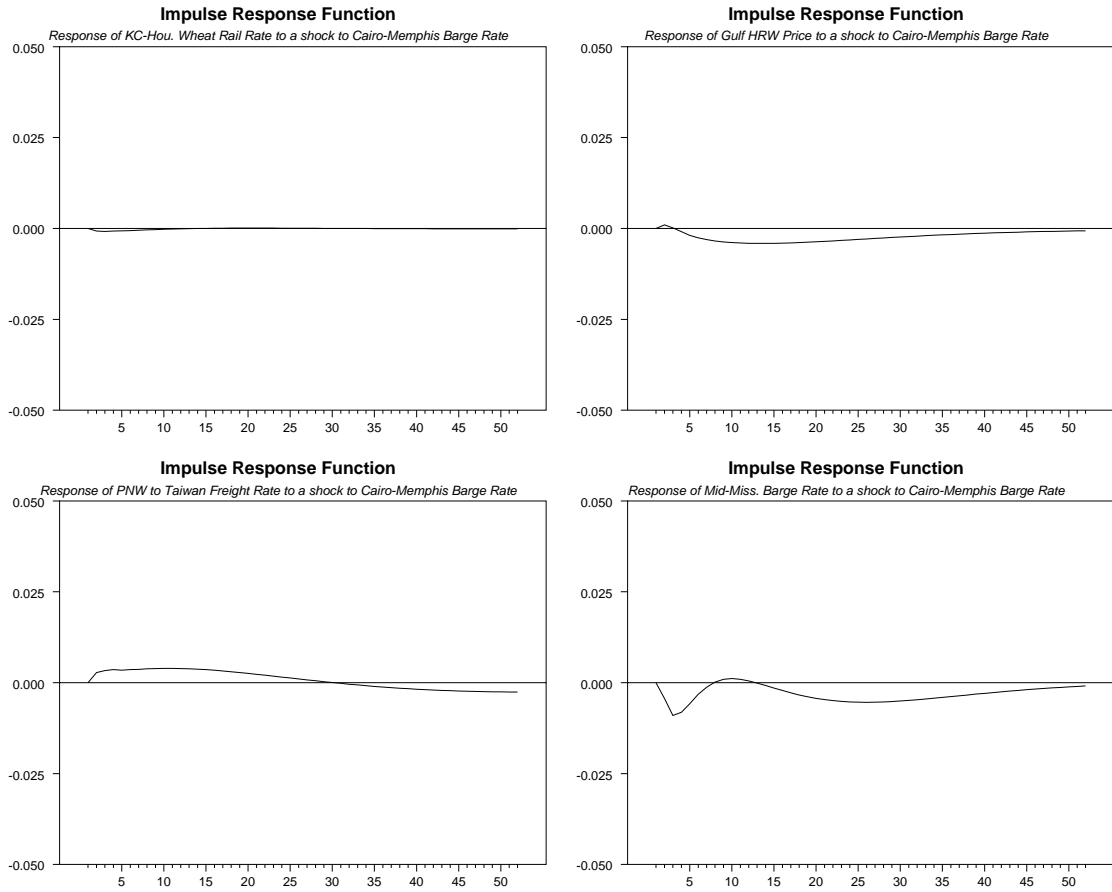 Impulse Response Function
Response of KC-Hou. Wheat Rail Rate to a shock to Cairo-Memphis Barge Rate
0.050
0.025
0.000
-0.025
-0.050
5 10 15 20 25 30 35 40 45 50
Impulse Response Function
Response of Gulf HRW Price to a shock to Cairo-Memphis Barge Rate
0.050
0.025
0.000
-0.025
-0.050
5 10 15 20 25 30 35 40 45 50
Impulse Response Function
Response of PNW to Taiwan Freight Rate to a shock to Cairo-Memphis Barge Rate
0.050
0.025
0.000
-0.025
-0.050
5 10 15 20 25 30 35 40 45 50
Impulse Response Function
Response of Mid-Miss. Barge Rate to a shock to Cairo-Memphis Barge Rate
0.050
0.025
0.000
-0.025
-0.050
5 10 15 20 25 30 35 40 45 50